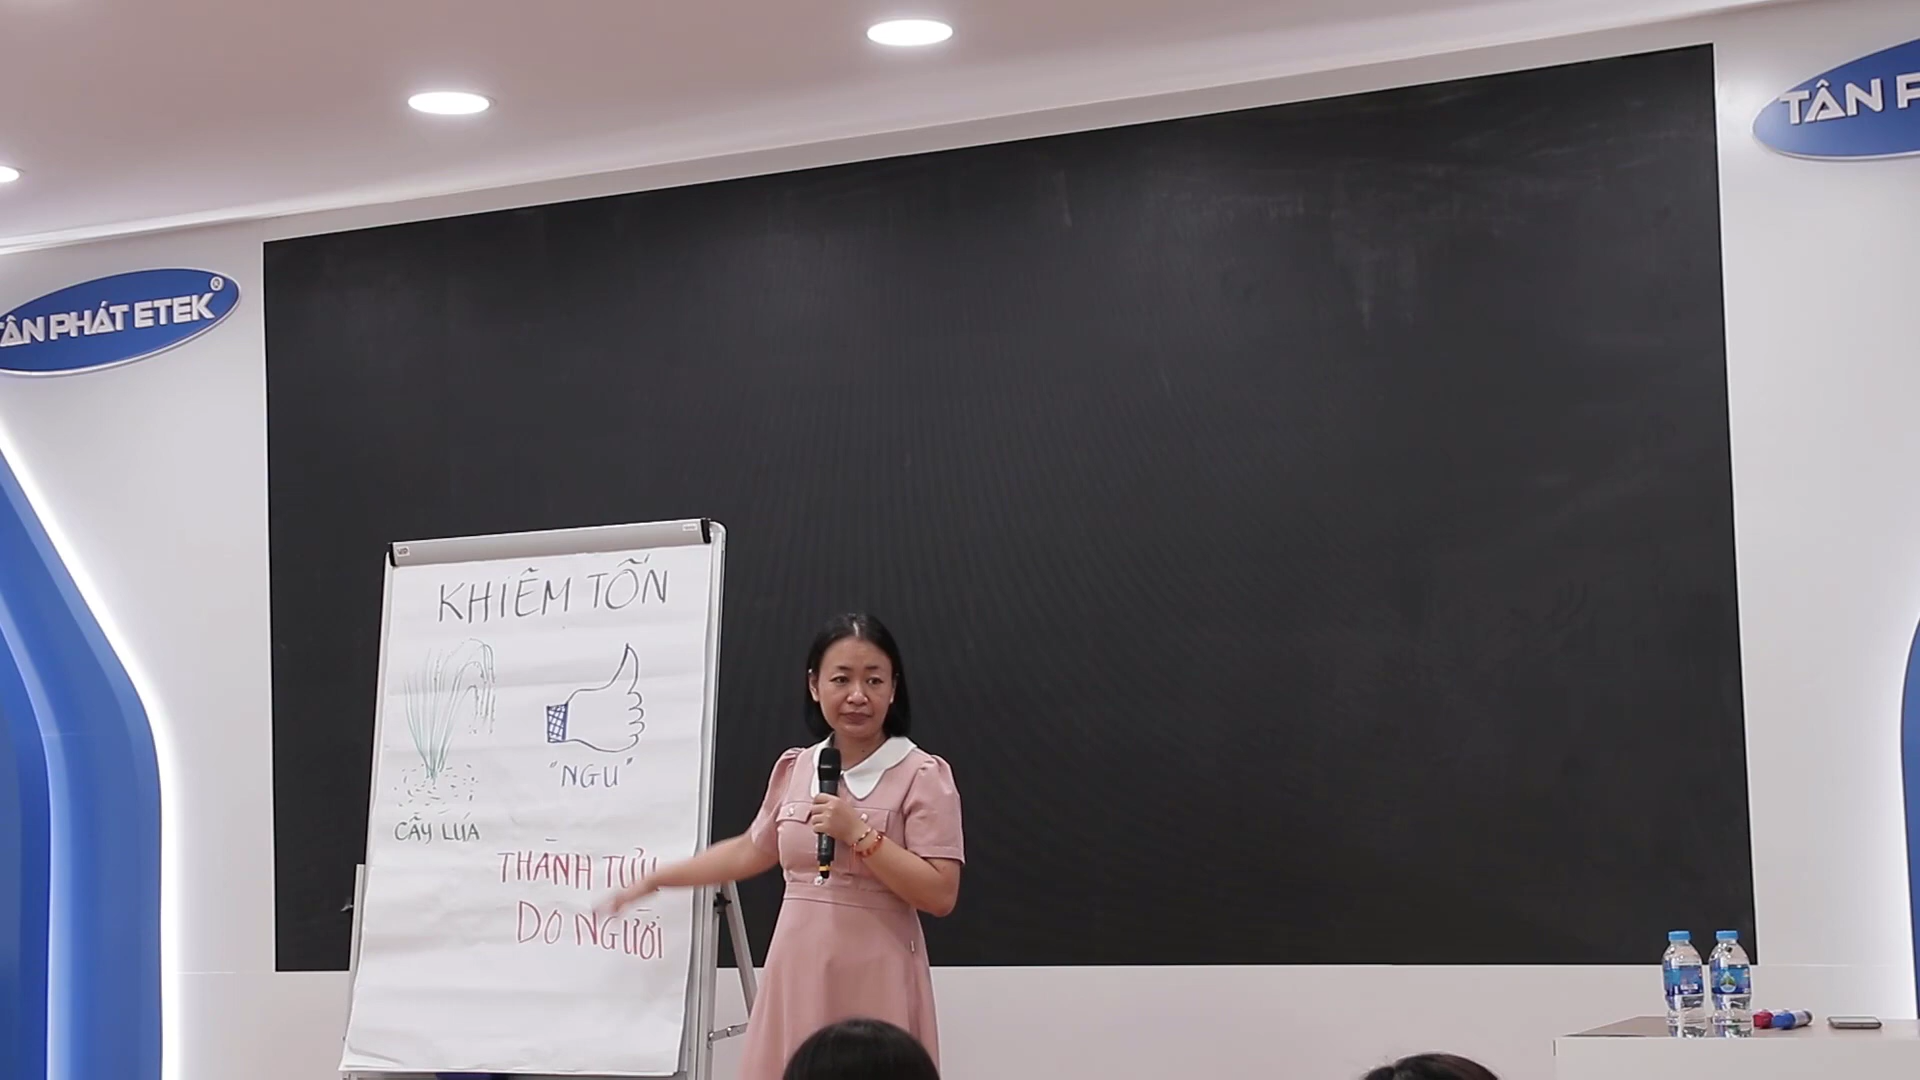 TÂN P
TÂN PHÁT ETEK®
KHIÊM TỐN
"NGU"
CÂY LÚA
THÀNH TỰU
DO NGƯỜI